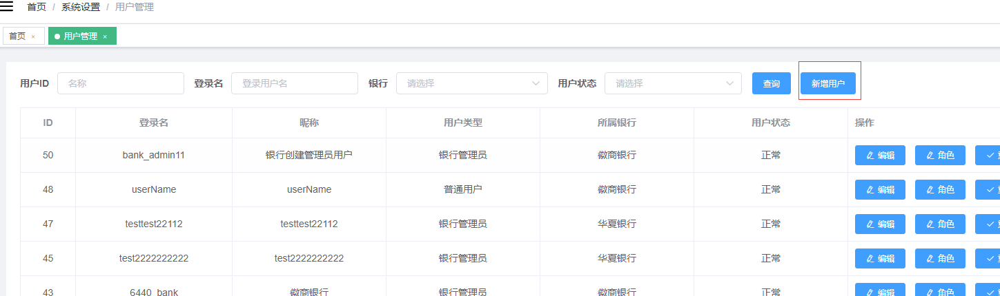 首页 / 系统设置 / 用户管理
首页 × 用户管理 ×
用户ID 名称 登录名 登录用户名 银行 请选择 用户状态 请选择 查询 新增用户
ID 登录名 昵称 用户类型 所属银行 用户状态 操作
50 bank_admin11 银行创建管理员用户 银行管理员 徽商银行 正常 编辑 角色
48 userName userName 普通用户 徽商银行 正常 编辑 角色
47 testtest22112 testtest22112 银行管理员 华夏银行 正常 编辑 角色
45 test2222222222 test2222222222 银行管理员 华夏银行 正常 编辑 角色
43 6440_bank 徽商银行 银行管理员 徽商银行 正常 编辑 角色